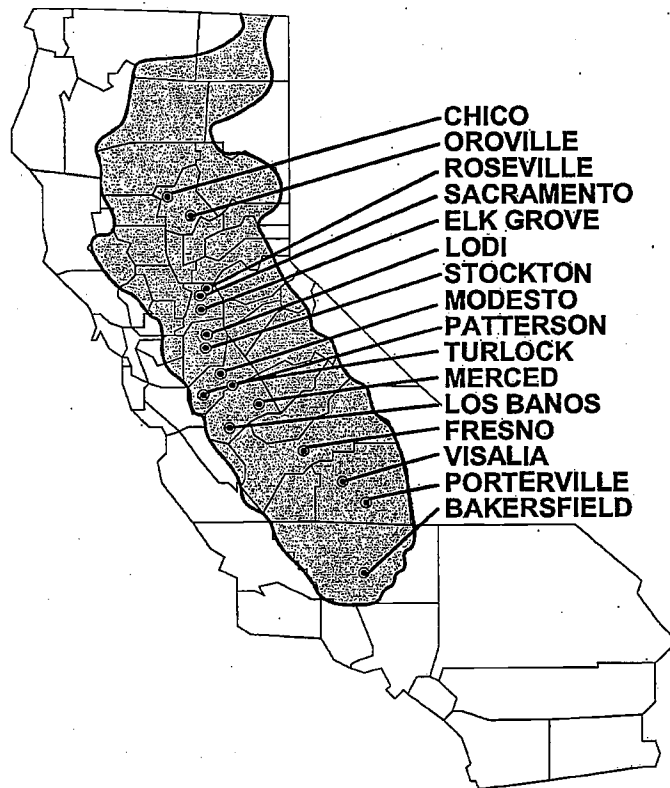 CHICO
OROVILLE
ROSEVILLE
SACRAMENTO
ELK GROVE
LODI
STOCKTON
MODESTO
PATTERSON
TURLOCK
MERCED
LOS BANOS
FRESNO
VISALIA
PORTERVILLE
BAKERSFIELD